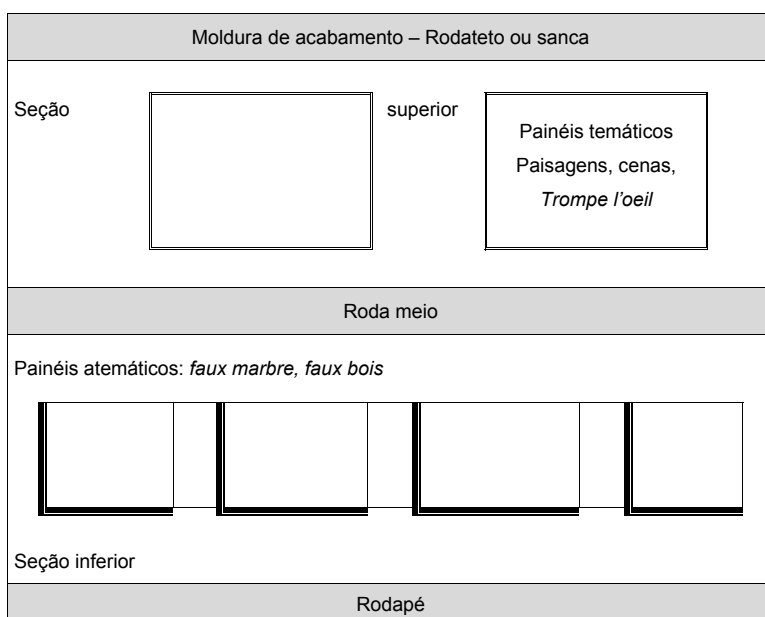 Moldura de acabamento – Rodateto ou sanca
Seção superior
Painéis temáticos
Paisagens, cenas,
Trompe l'oeil
Roda meio
Painéis atemáticos: faux marbre, faux bois
Seção inferior
Rodapé